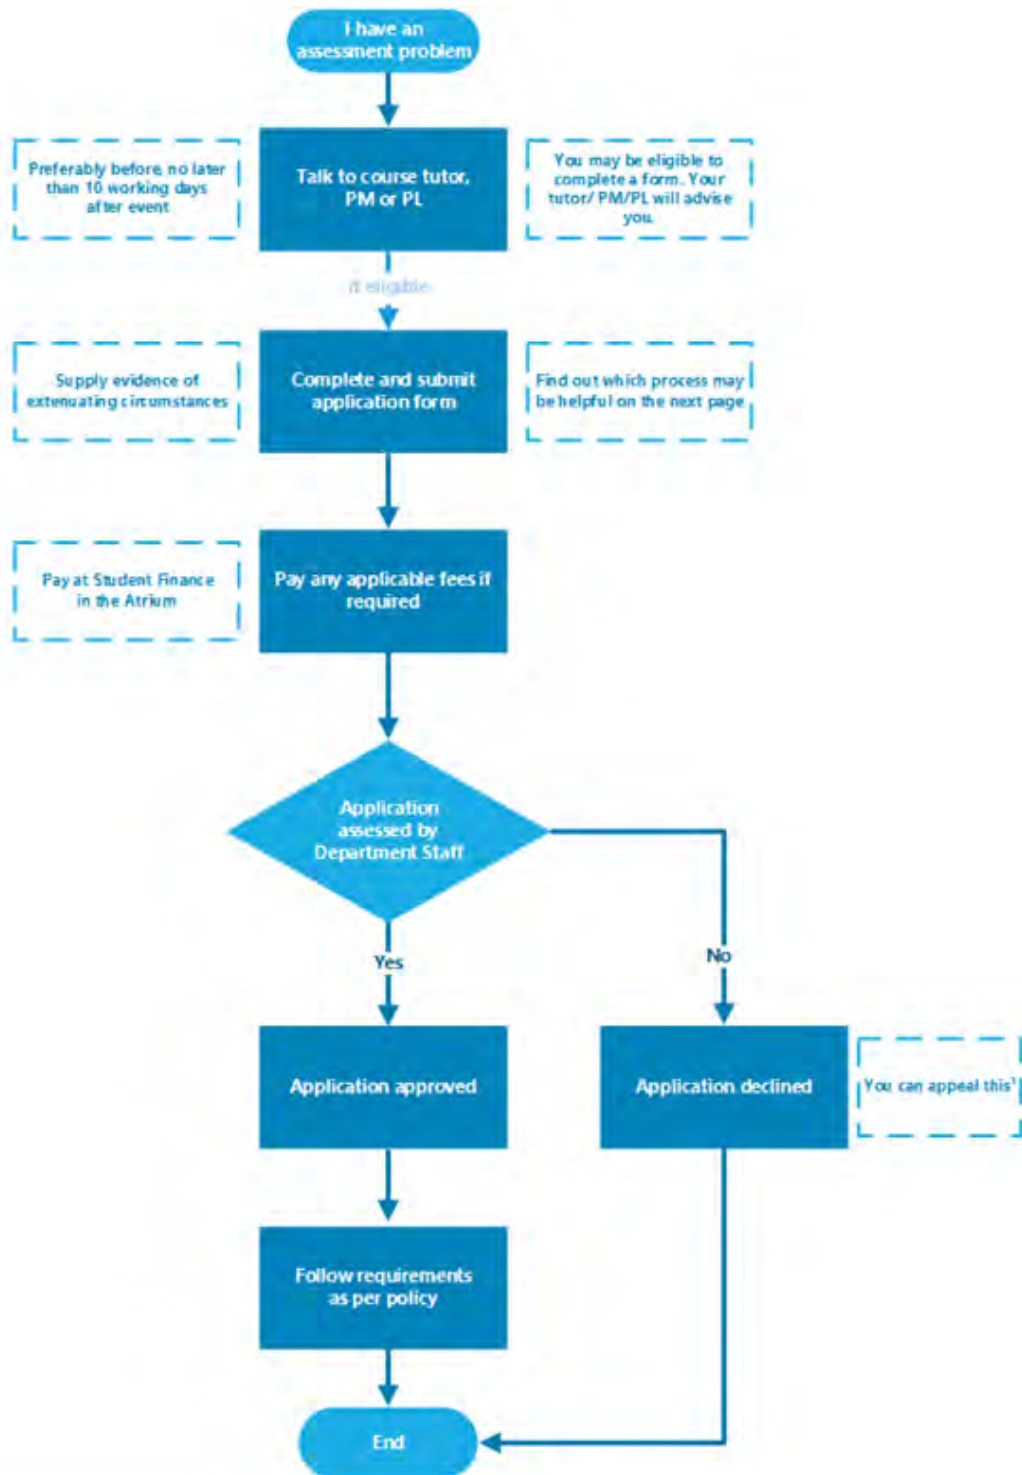 I have an
assessment problem
Preferably before, no later
than 10 working days
after event
Talk to course tutor,
PM or PL
You may be eligible to
complete a form. Your
tutor/ PM/PL will advise
you.
if eligible
Supply evidence of
extenuating circumstances
Complete and submit
application form
Find out which process may
be helpful on the next page
Pay at Student Finance
in the Atrium
Pay any applicable fees if
required
Application
assessed by
Department Staff
Yes
No
Application approved
Application declined
You can appeal this¹
Follow requirements
as per policy
End